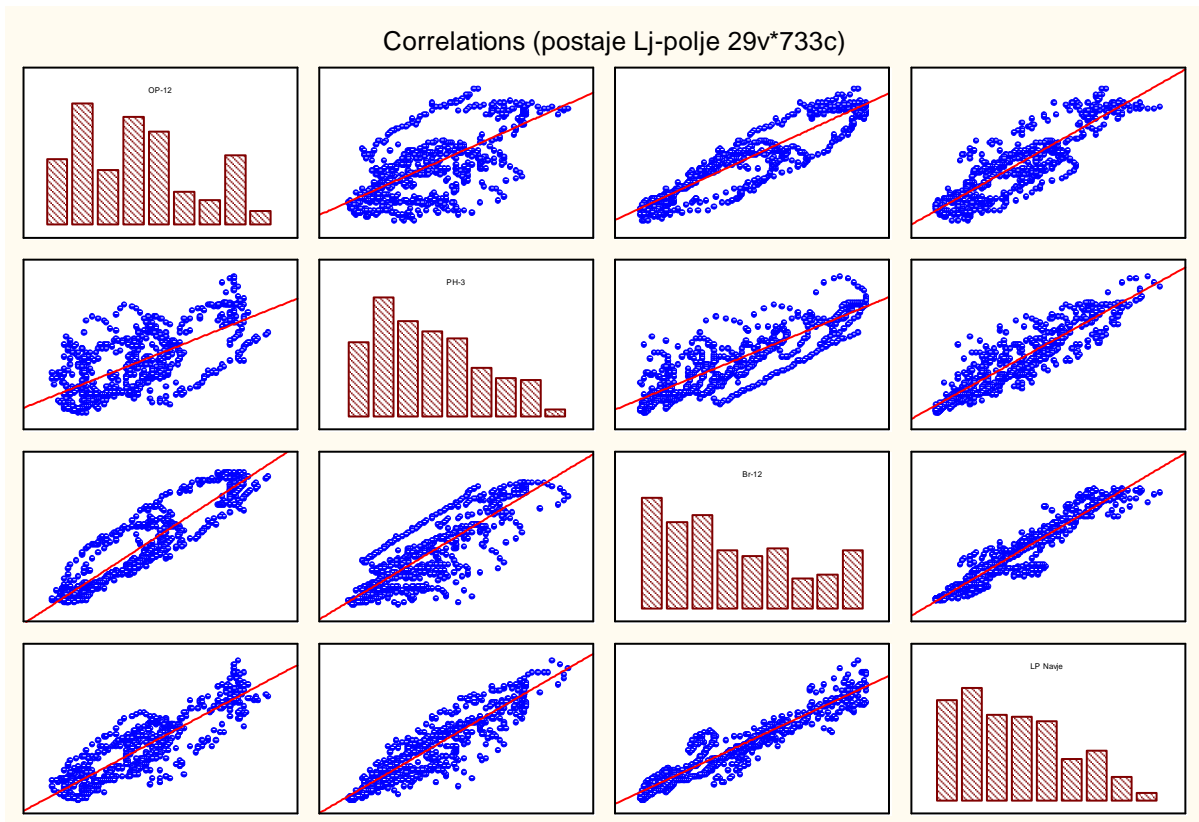 Correlations (postaje Lj-polje 29v*733c)
OP-12
PH-3
Br-12
LP Navje